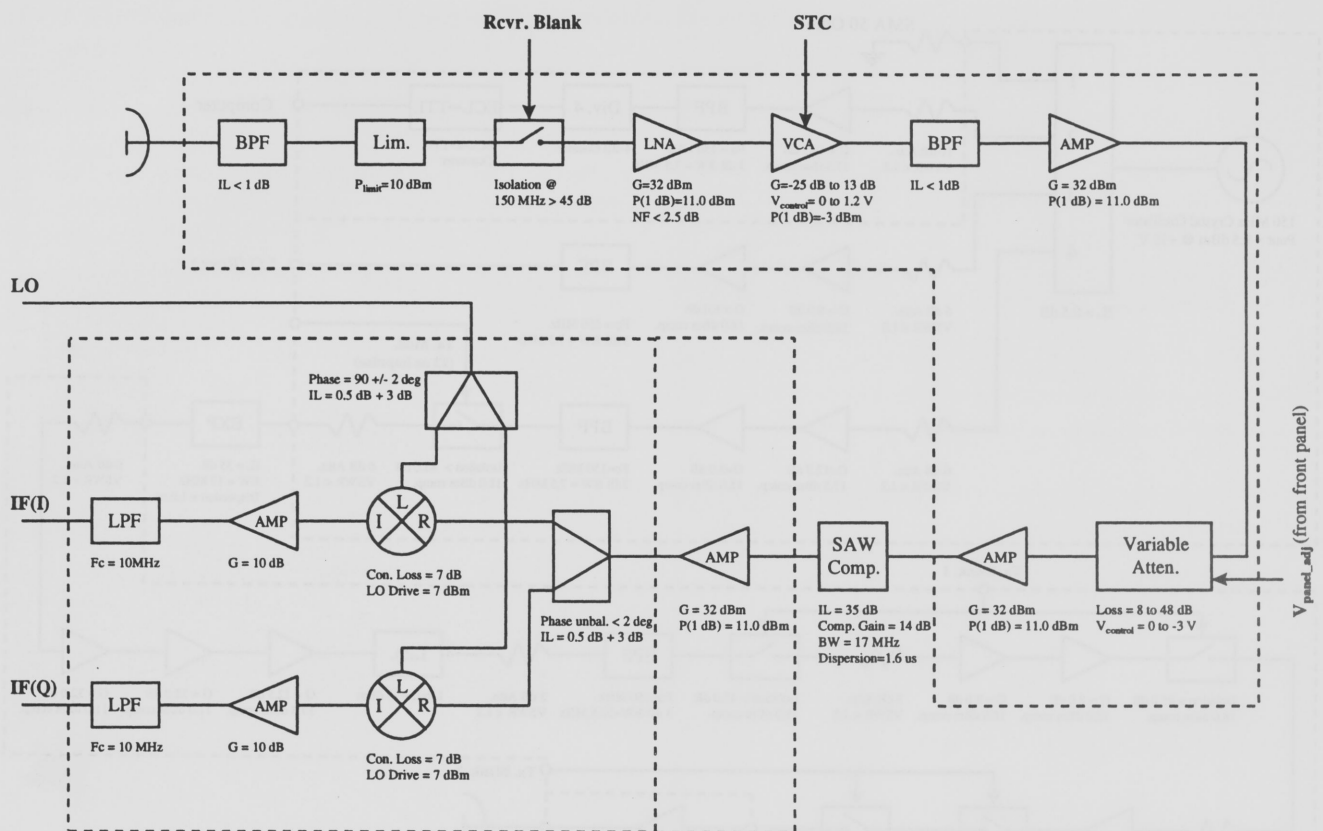 Rcvr. Blank
STC
BPF
Lim.
LNA
VCA
BPF
AMP
IL < 1 dB
Plimit=10 dBm
Isolation @
150 MHz > 45 dB
G=32 dBm
P(1 dB)=11.0 dBm
NF < 2.5 dB
G=-25 dB to 13 dB
Vcontrol= 0 to 1.2 V
P(1 dB)=-3 dBm
IL < 1dB
G = 32 dBm
P(1 dB) = 11.0 dBm
LO
Phase = 90 +/- 2 deg
IL = 0.5 dB + 3 dB
IF(I)
LPF
AMP
L
I
R
AMP
SAW
Comp.
AMP
Variable
Atten.
Vpanel_adj (from front panel)
Fc = 10MHz
G = 10 dB
Con. Loss = 7 dB
LO Drive = 7 dBm
Phase unbal. < 2 deg
IL = 0.5 dB + 3 dB
G = 32 dBm
P(1 dB) = 11.0 dBm
IL = 35 dB
Comp. Gain = 14 dB
BW = 17 MHz
Dispersion=1.6 us
G = 32 dBm
P(1 dB) = 11.0 dBm
Loss = 8 to 48 dB
Vcontrol = 0 to -3 V
IF(Q)
LPF
AMP
L
I
R
Fc = 10 MHz
G = 10 dB
Con. Loss = 7 dB
LO Drive = 7 dBm